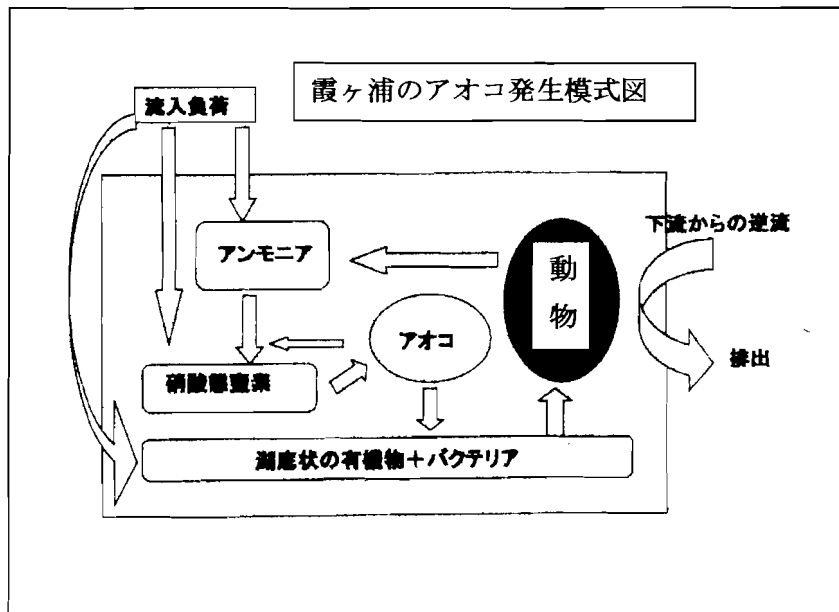 霞ヶ浦のアオコ発生模式図
流入負荷
アンモニア
動物
下流からの逆流
アオコ
排出
硝酸態窒素
湖底状の有機物+バクテリア